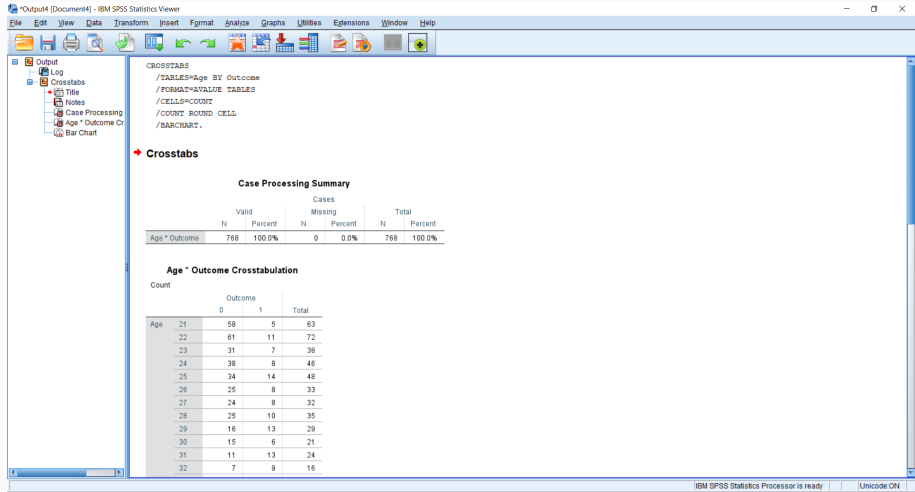 *Output4 [Document4] - IBM SPSS Statistics Viewer
File Edit View Data Transform Insert Format Analyze Graphs Utilities Extensions Window Help
Output
Log
Crosstabs
Title
Notes
Case Processing
Age * Outcome Cr
Bar Chart
CROSSTABS
/TABLES=Age BY Outcome
/FORMAT=AVALUE TABLES
/CELLS=COUNT
/COUNT ROUND CELL
/BARCHART.
Crosstabs
Case Processing Summary
Cases
Valid Missing Total
N Percent N Percent N Percent
Age * Outcome 768 100.0% 0 0.0% 768 100.0%
Age * Outcome Crosstabulation
Count
Outcome
0 1 Total
Age 21 58 5 63
22 61 11 72
23 31 7 38
24 38 8 46
25 34 14 48
26 25 8 33
27 24 8 32
28 25 10 35
29 16 13 29
30 15 6 21
31 11 13 24
32 7 9 16
IBM SPSS Statistics Processor is ready Unicode:ON